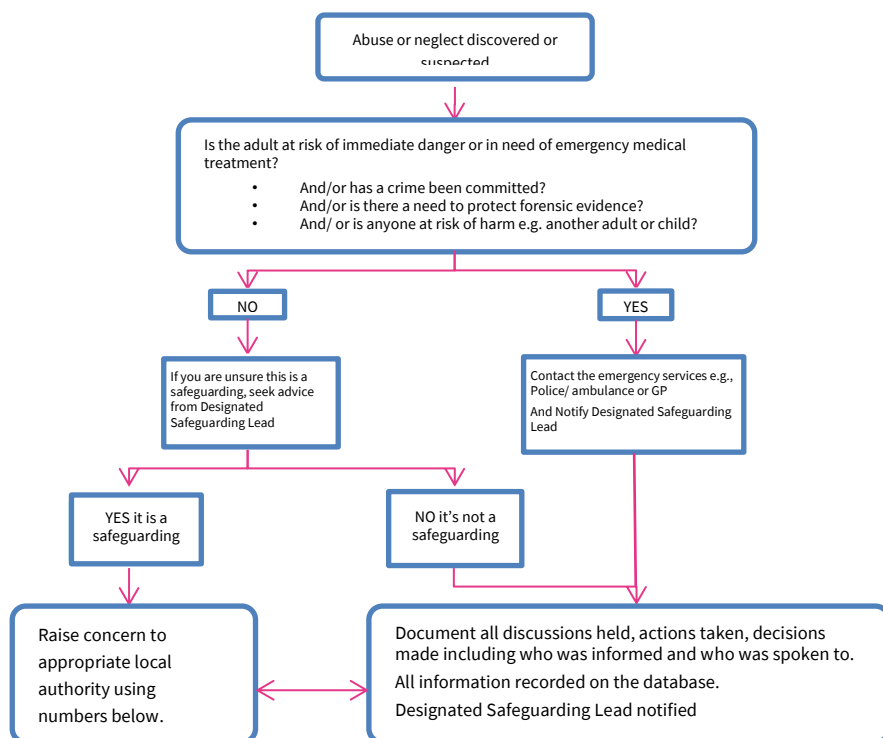 Abuse or neglect discovered or
suspected
Is the adult at risk of immediate danger or in need of emergency medical
treatment?
• And/or has a crime been committed?
• And/or is there a need to protect forensic evidence?
• And/ or is anyone at risk of harm e.g. another adult or child?
NO
YES
If you are unsure this is a
safeguarding, seek advice
from Designated
Safeguarding Lead
Contact the emergency services e.g.,
Police/ ambulance or GP
And Notify Designated Safeguarding
Lead
YES it is a
safeguarding
NO it's not a
safeguarding
Raise concern to
appropriate local
authority using
numbers below.
Document all discussions held, actions taken, decisions
made including who was informed and who was spoken to.
All information recorded on the database.
Designated Safeguarding Lead notified